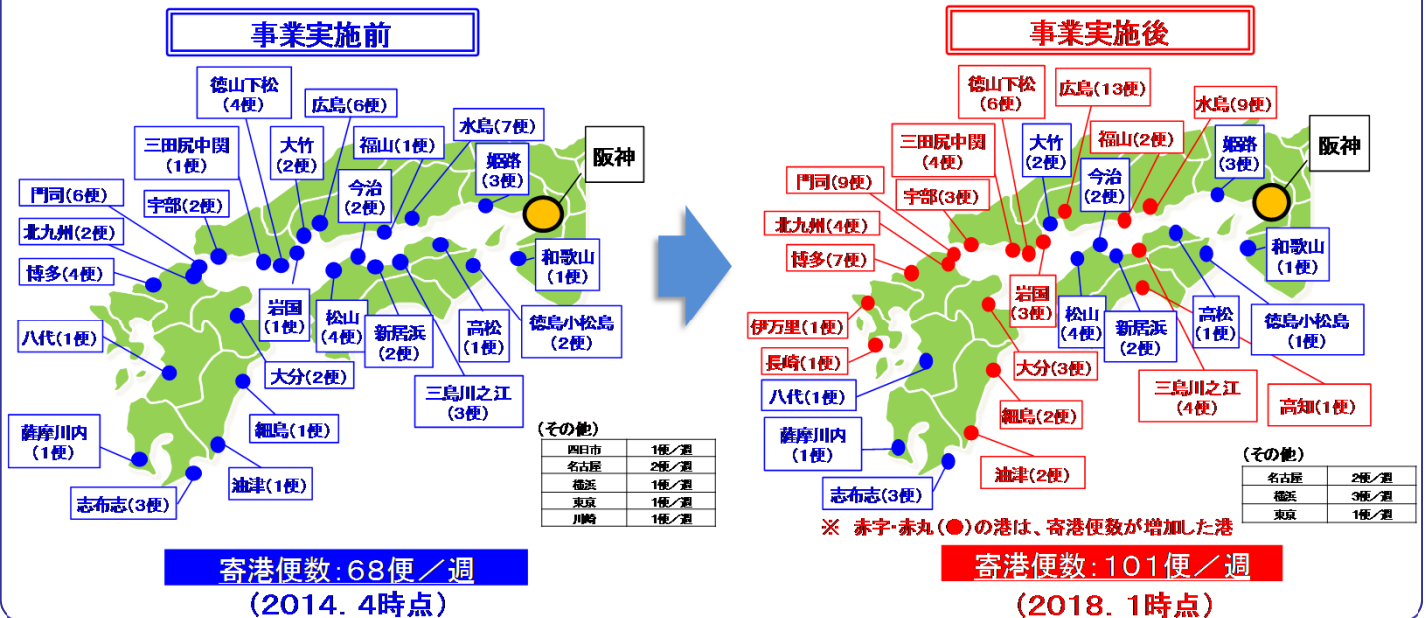 事業実施前
徳山下松
(4便)
広島(6便)
水島(7便)
三田尻中関
(1便)
大竹
(2便)
福山(1便)
姫路
(3便)
阪神
門司(6便)
宇部(2便)
今治
(2便)
北九州(2便)
博多(4便)
和歌山
(1便)
岩国
(1便)
松山
(4便)
新居浜
(2便)
高松
(1便)
徳島小松島
(2便)
八代(1便)
大分(2便)
三島川之江
(3便)
細島(1便)
薩摩川内
(1便)
油津(1便)
志布志(3便)
(その他)
四日市 1便/週
名古屋 2便/週
横浜 1便/週
東京 1便/週
川崎 1便/週
寄港便数:68便/週
(2014.4時点)
事業実施後
徳山下松
(6便)
広島(13便)
水島(9便)
三田尻中関
(4便)
大竹
(2便)
福山(2便)
姫路
(3便)
阪神
門司(9便)
宇部(3便)
今治
(2便)
北九州(4便)
博多(7便)
和歌山
(1便)
岩国
(3便)
伊万里(1便)
松山
(4便)
新居浜
(2便)
高松
(1便)
徳島小松島
(1便)
長崎(1便)
大分(3便)
八代(1便)
三島川之江
(4便)
高知(1便)
細島(2便)
薩摩川内
(1便)
油津(2便)
志布志(3便)
(その他)
名古屋 2便/週
横浜 3便/週
東京 1便/週
※ 赤字・赤丸(●)の港は、寄港便数が増加した港
寄港便数:101便/週
(2018.1時点)